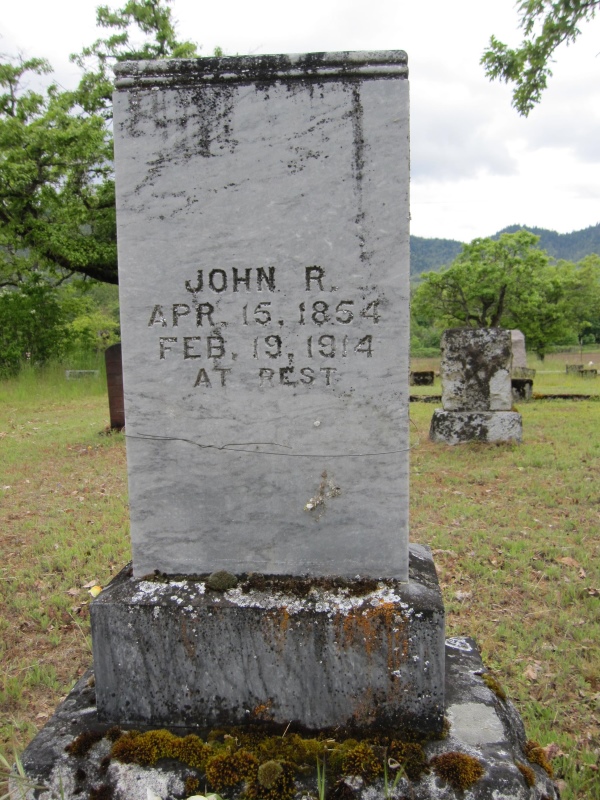 JOHN R.
APR. 15, 1854
FEB. 19, 1914
AT REST